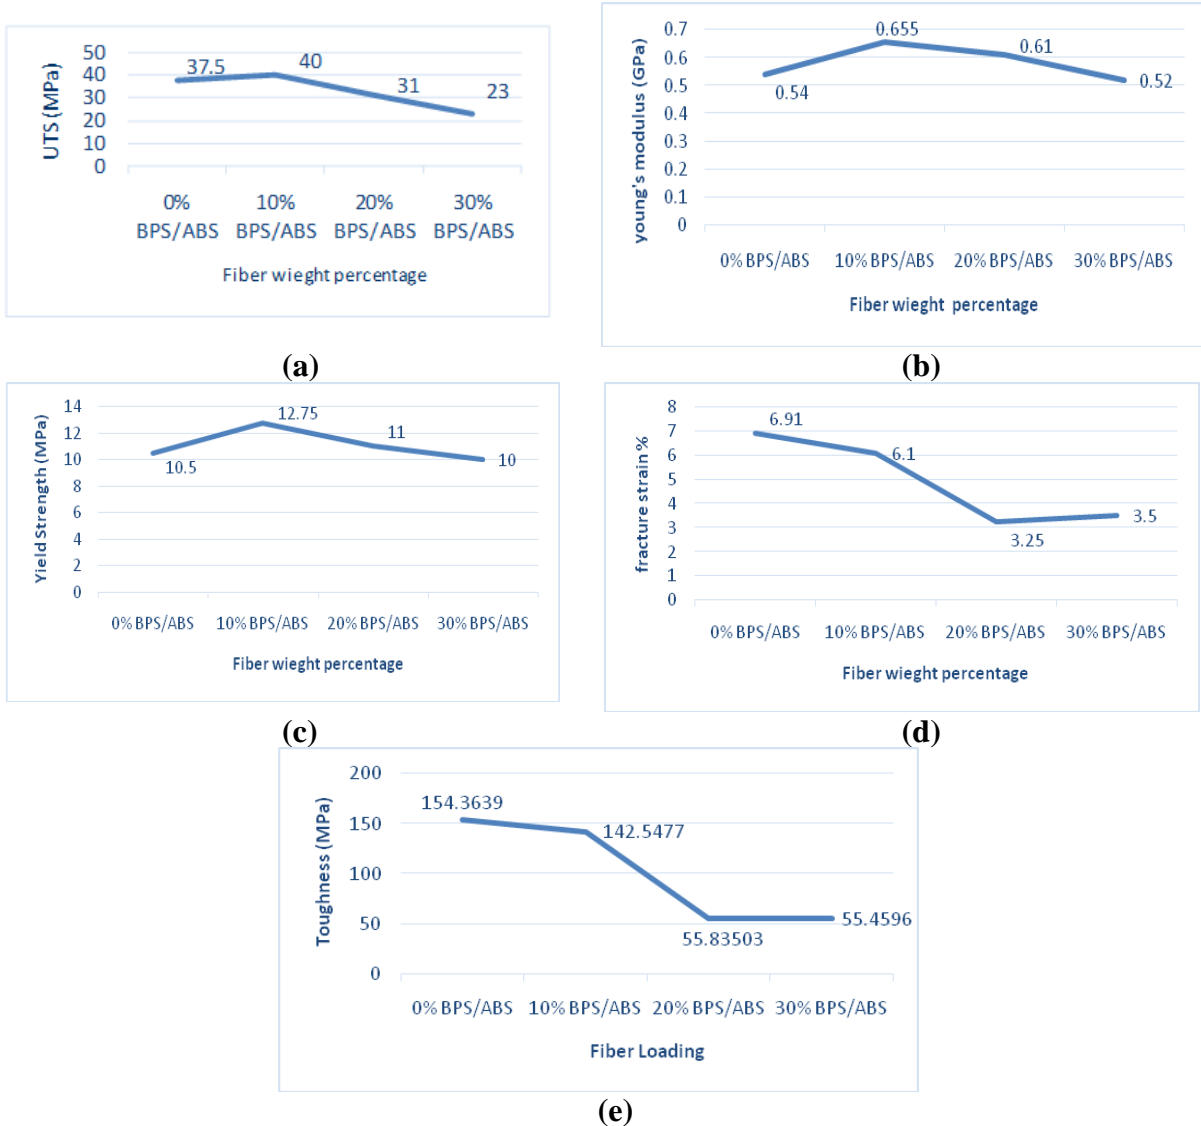 50
40
30
20
10
0
UTS (MPa)
37.5
40
31
23
0% 10% 20% 30%
BPS/ABS BPS/ABS BPS/ABS BPS/ABS
Fiber wieght percentage
(a)
0.7
0.6
0.5
0.4
0.3
0.2
0.1
0
young's modulus (GPa)
0.54
0.655
0.61
0.52
0% BPS/ABS 10% BPS/ABS 20% BPS/ABS 30% BPS/ABS
Fiber wieght percentage
(b)
14
12
10
8
6
4
2
0
Yield Strength (MPa)
10.5
12.75
11
10
0% BPS/ABS 10% BPS/ABS 20% BPS/ABS 30% BPS/ABS
Fiber wieght percentage
(c)
8
7
6
5
4
3
2
1
0
fracture strain %
6.91
6.1
3.25
3.5
0% BPS/ABS 10% BPS/ABS 20% BPS/ABS 30% BPS/ABS
Fiber wieght percentage
(d)
200
150
100
50
0
Toughness (MPa)
154.3639
142.5477
55.83503
55.4596
0% BPS/ABS 10% BPS/ABS 20% BPS/ABS 30% BPS/ABS
Fiber Loading
(e)